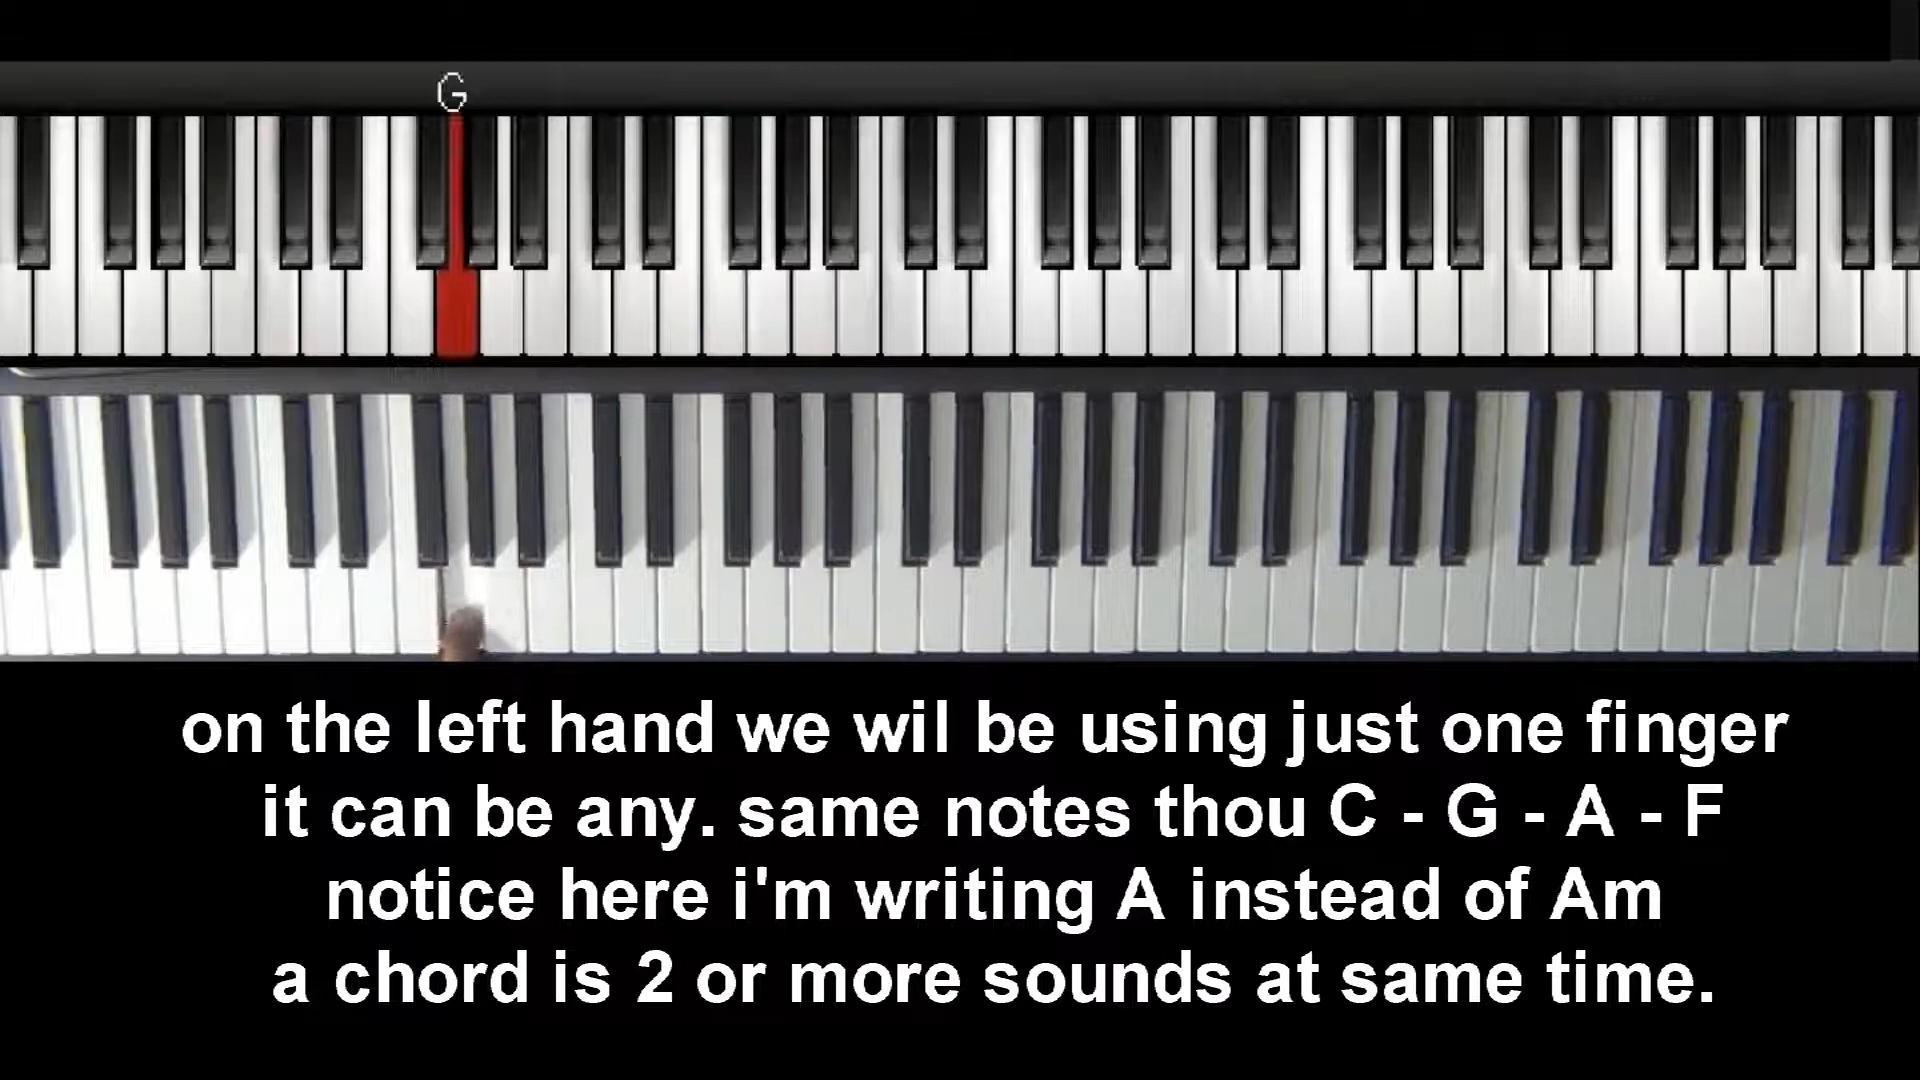 G
on the left hand we wil be using just one finger
it can be any. same notes thou C - G - A - F
notice here i'm writing A instead of Am
a chord is 2 or more sounds at same time.